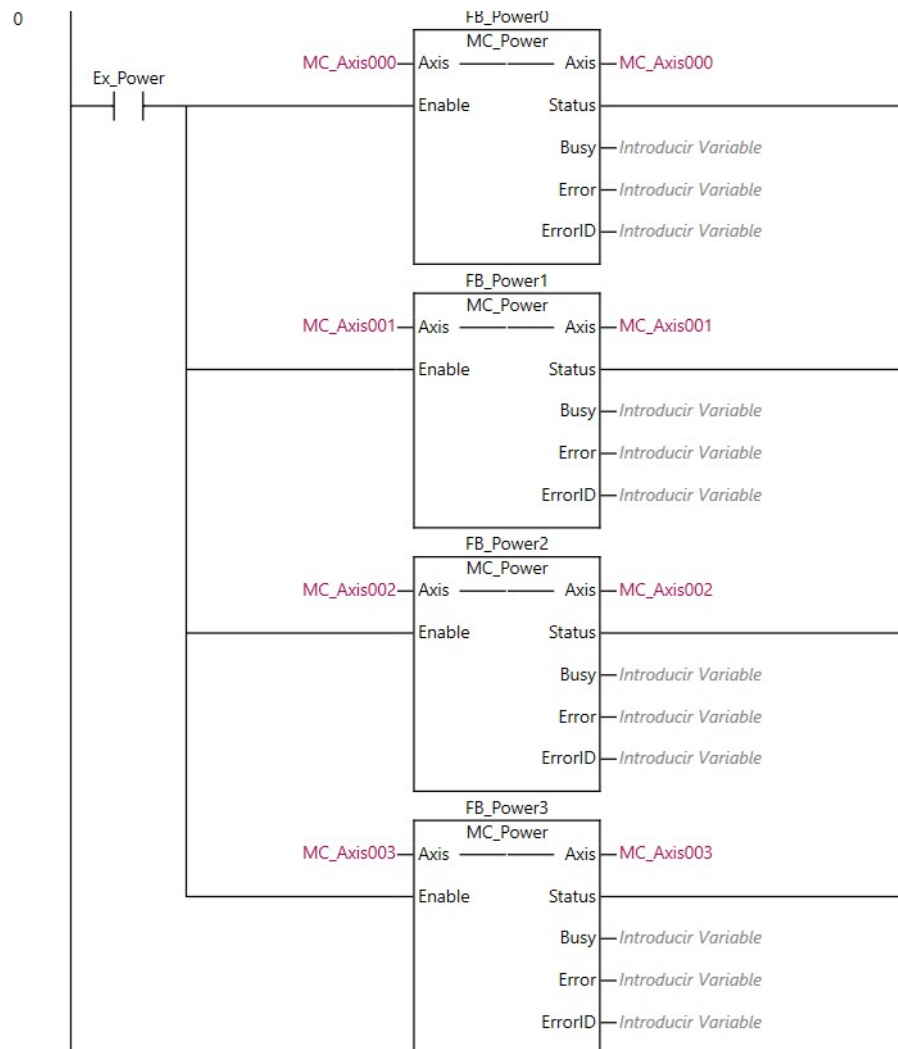 0
FB_Power0
MC_Power
MC_Axis000 Axis Axis MC_Axis000
Ex_Power
Enable Status
Busy Introducir Variable
Error Introducir Variable
ErrorID Introducir Variable
FB_Power1
MC_Power
MC_Axis001 Axis Axis MC_Axis001
Enable Status
Busy Introducir Variable
Error Introducir Variable
ErrorID Introducir Variable
FB_Power2
MC_Power
MC_Axis002 Axis Axis MC_Axis002
Enable Status
Busy Introducir Variable
Error Introducir Variable
ErrorID Introducir Variable
FB_Power3
MC_Power
MC_Axis003 Axis Axis MC_Axis003
Enable Status
Busy Introducir Variable
Error Introducir Variable
ErrorID Introducir Variable